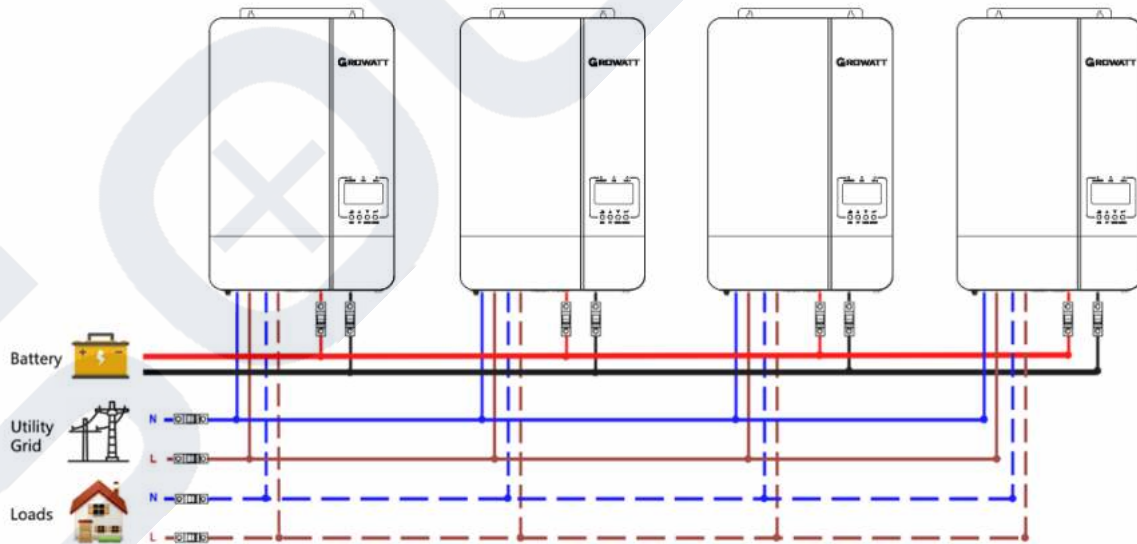 GROWATT
GROWATT
GROWATT
GROWATT
Battery
+ −
Utility
Grid
N
L
Loads
N
L